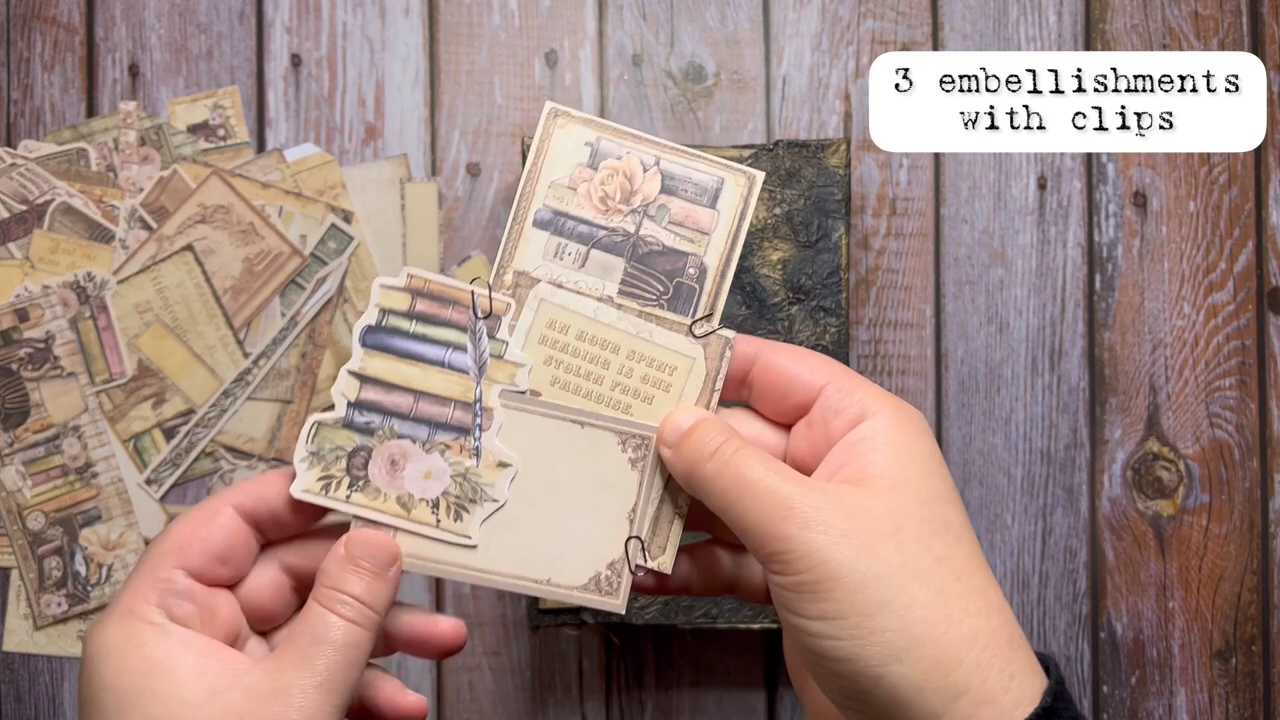 3 embellishments
with clips
AN HOUR SPENT
READING IS ONE
STOLEN FROM
PARADISE.